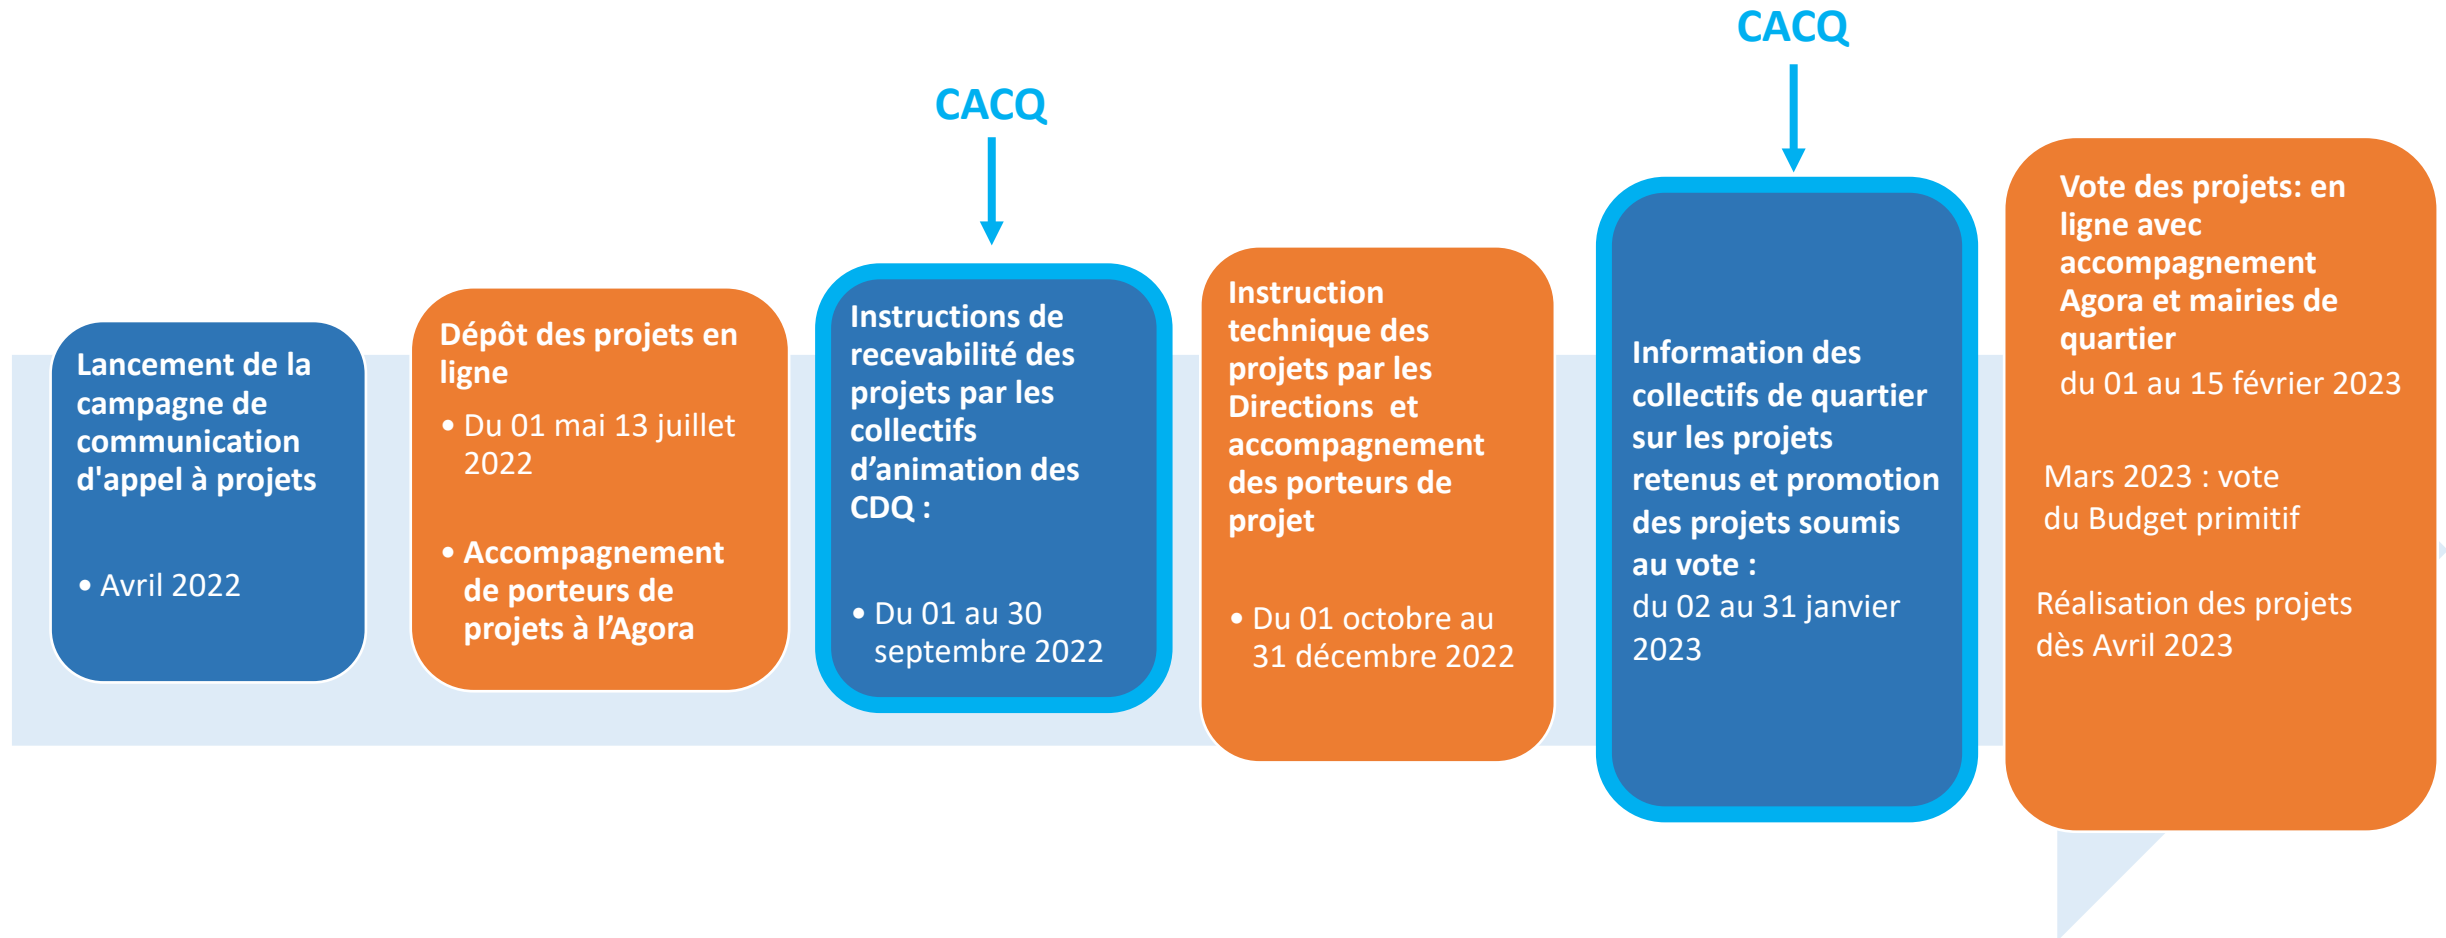 CACQ
CACQ
Lancement de la
campagne de
communication
d'appel à projets
• Avril 2022
Dépôt des projets en
ligne
• Du 01 mai 13 juillet
2022
• Accompagnement
de porteurs de
projets à l’Agora
Instructions de
recevabilité des
projets par les
collectifs
d’animation des
CDQ :
• Du 01 au 30
septembre 2022
Instruction
technique des
projets par les
Directions et
accompagnement
des porteurs de
projet
• Du 01 octobre au
31 décembre 2022
Information des
collectifs de quartier
sur les projets
retenus et promotion
des projets soumis
au vote :
du 02 au 31 janvier
2023
Vote des projets: en
ligne avec
accompagnement
Agora et mairies de
quartier
du 01 au 15 février 2023
Mars 2023 : vote
du Budget primitif
Réalisation des projets
dès Avril 2023